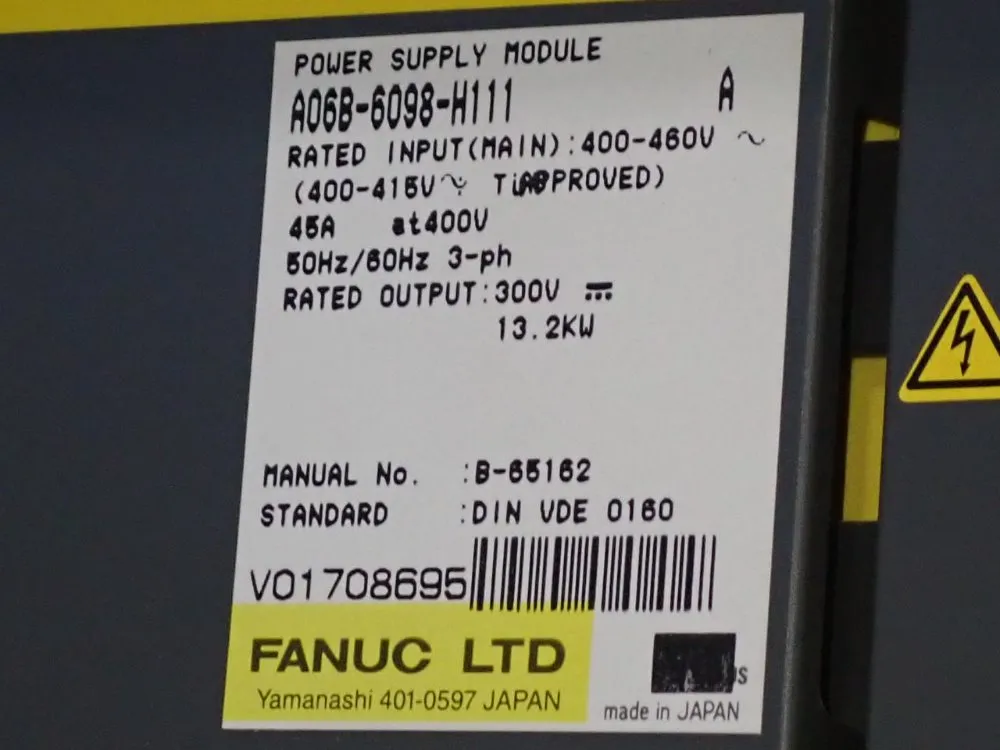 POWER SUPPLY MODULE
A06B-6098-H111 A
RATED INPUT(MAIN):400-460V ~
(400-415V~
45A at400V
50Hz/60Hz 3-ph
RATED OUTPUT:300V ⎓
13.2KW
MANUAL No. :B-65162
STANDARD :DIN VDE 0160
V01708695
FANUC LTD
Yamanashi 401-0597 JAPAN
made in JAPAN